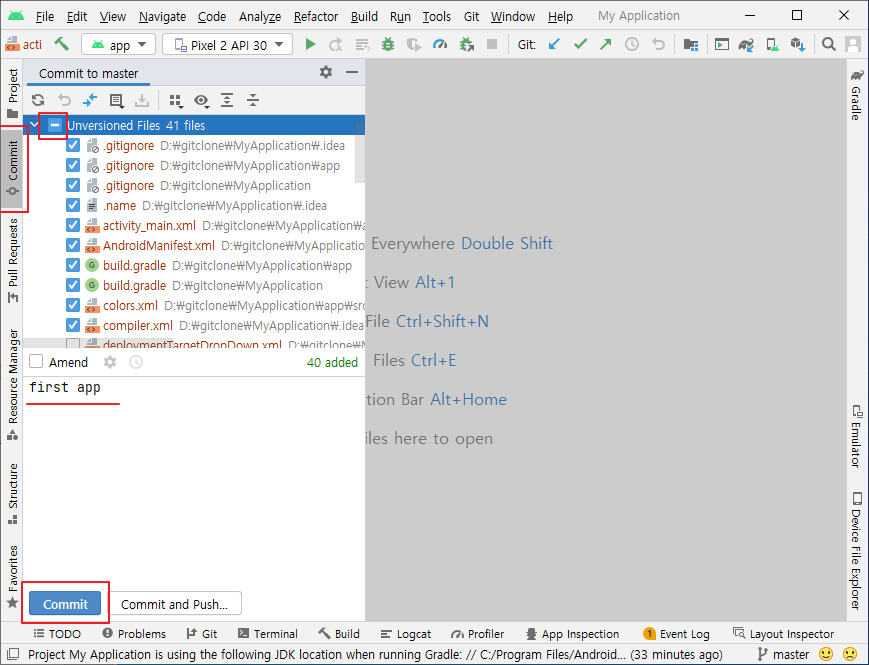 File Edit View Navigate Code Analyze Refactor Build Run Tools Git Window Help My Application
acti app Pixel 2 API 30 Git:
Project
Commit
Pull Requests
Resource Manager
Structure
Favorites
Commit to master
Unversioned Files 41 files
.gitignore D:₩gitclone₩MyApplication₩.idea
.gitignore D:₩gitclone₩MyApplication₩app
.gitignore D:₩gitclone₩MyApplication
.name D:₩gitclone₩MyApplication₩.idea
activity_main.xml D:₩gitclone₩MyApplication₩a
AndroidManifest.xml D:₩gitclone₩MyApplicatio
build.gradle D:₩gitclone₩MyApplication₩app
build.gradle D:₩gitclone₩MyApplication
colors.xml D:₩gitclone₩MyApplication₩app₩src
compiler.xml D:₩gitclone₩MyApplication₩.idea
deploymentTargetDropDown.xml D:₩gitclone₩M
Amend 40 added
first app
Commit Commit and Push...
Everywhere Double Shift
t View Alt+1
File Ctrl+Shift+N
Files Ctrl+E
tion Bar Alt+Home
iles here to open
Gradle
Emulator
Device File Explorer
TODO Problems Git Terminal Build Logcat Profiler App Inspection 1 Event Log Layout Inspector
Project My Application is using the following JDK location when running Gradle: // C:/Program Files/Android... (33 minutes ago) master